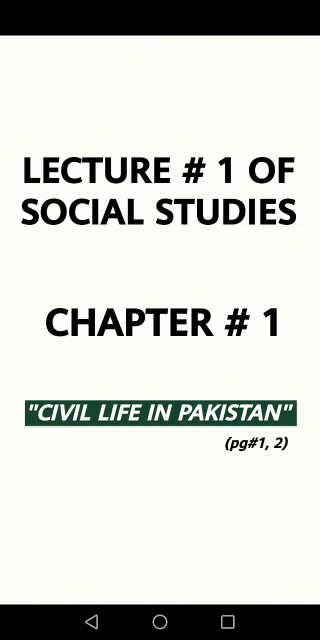 LECTURE # 1 OF
SOCIAL STUDIES
CHAPTER # 1
"CIVIL LIFE IN PAKISTAN"
(pg#1, 2)